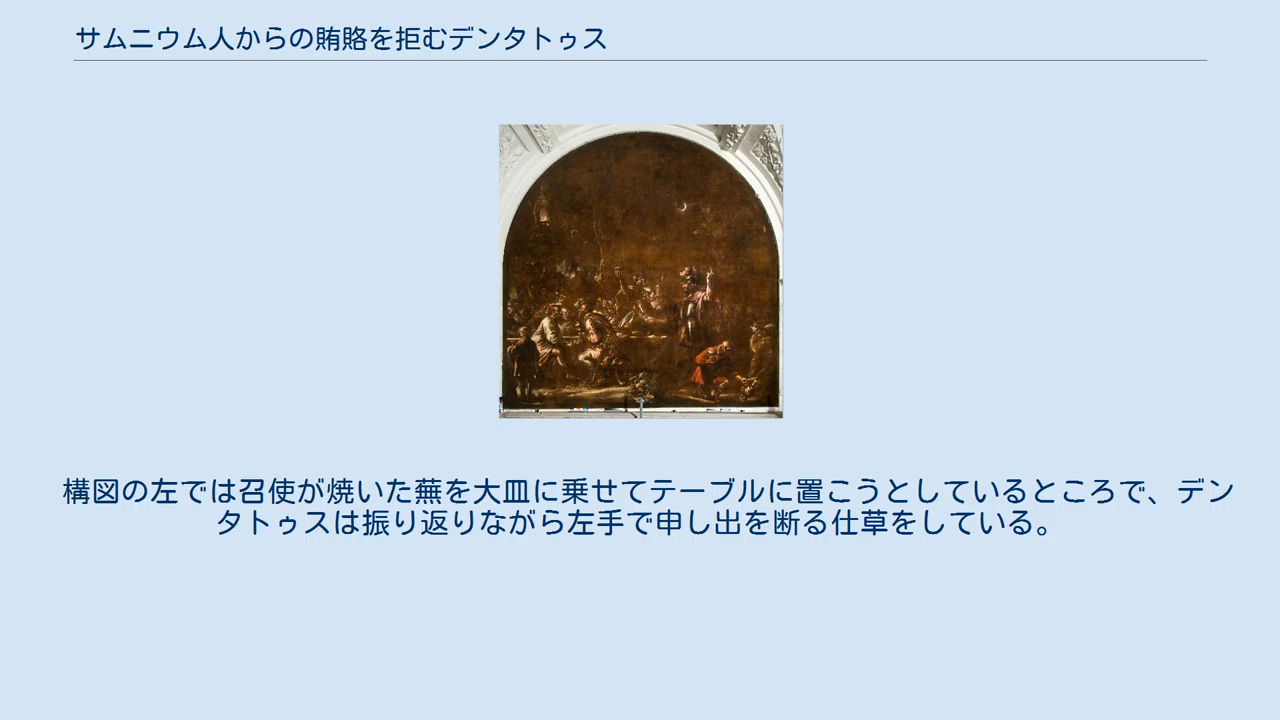 サムニウム人からの賄賂を拒むデンタトゥス
構図の左では召使が焼いた蕪を大皿に乗せてテーブルに置こうとしているところで、デン
タトゥスは振り返りながら左手で申し出を断る仕草をしている。